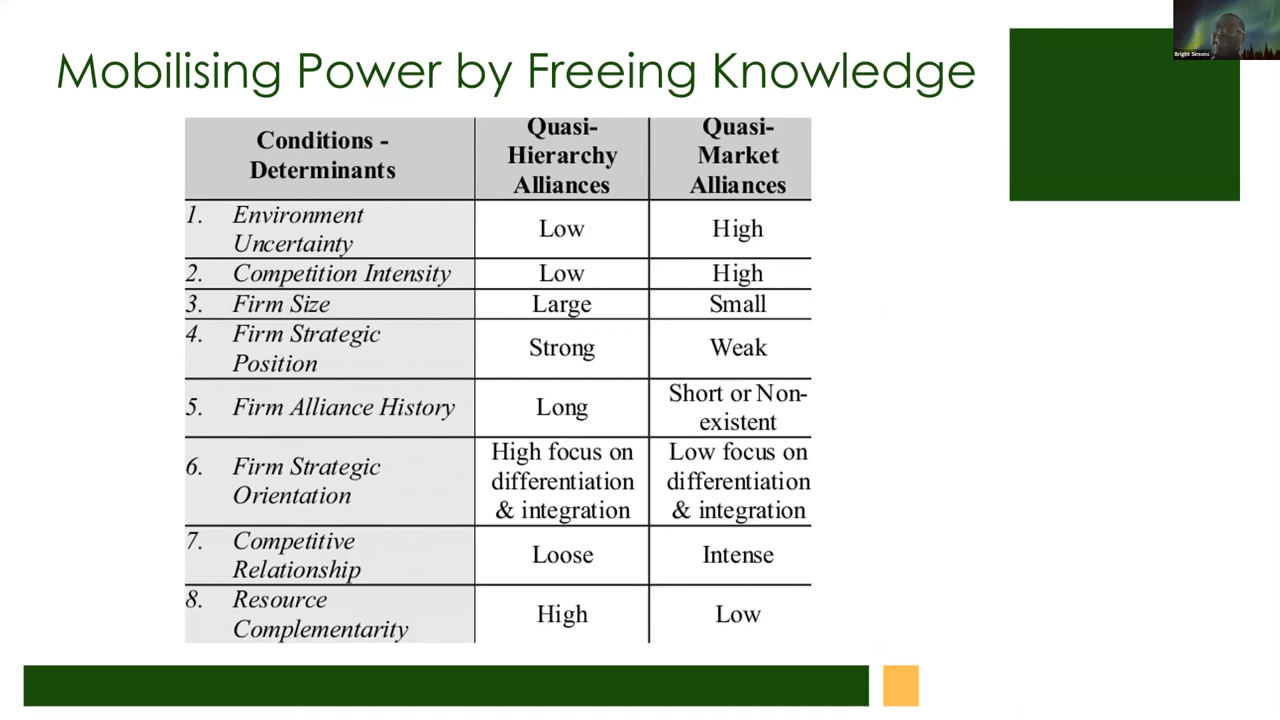 Bright Simons
Mobilising Power by Freeing Knowledge
Conditions - Determinants | Quasi-Hierarchy Alliances | Quasi-Market Alliances
1. Environment Uncertainty | Low | High
2. Competition Intensity | Low | High
3. Firm Size | Large | Small
4. Firm Strategic Position | Strong | Weak
5. Firm Alliance History | Long | Short or Non-existent
6. Firm Strategic Orientation | High focus on differentiation & integration | Low focus on differentiation & integration
7. Competitive Relationship | Loose | Intense
8. Resource Complementarity | High | Low